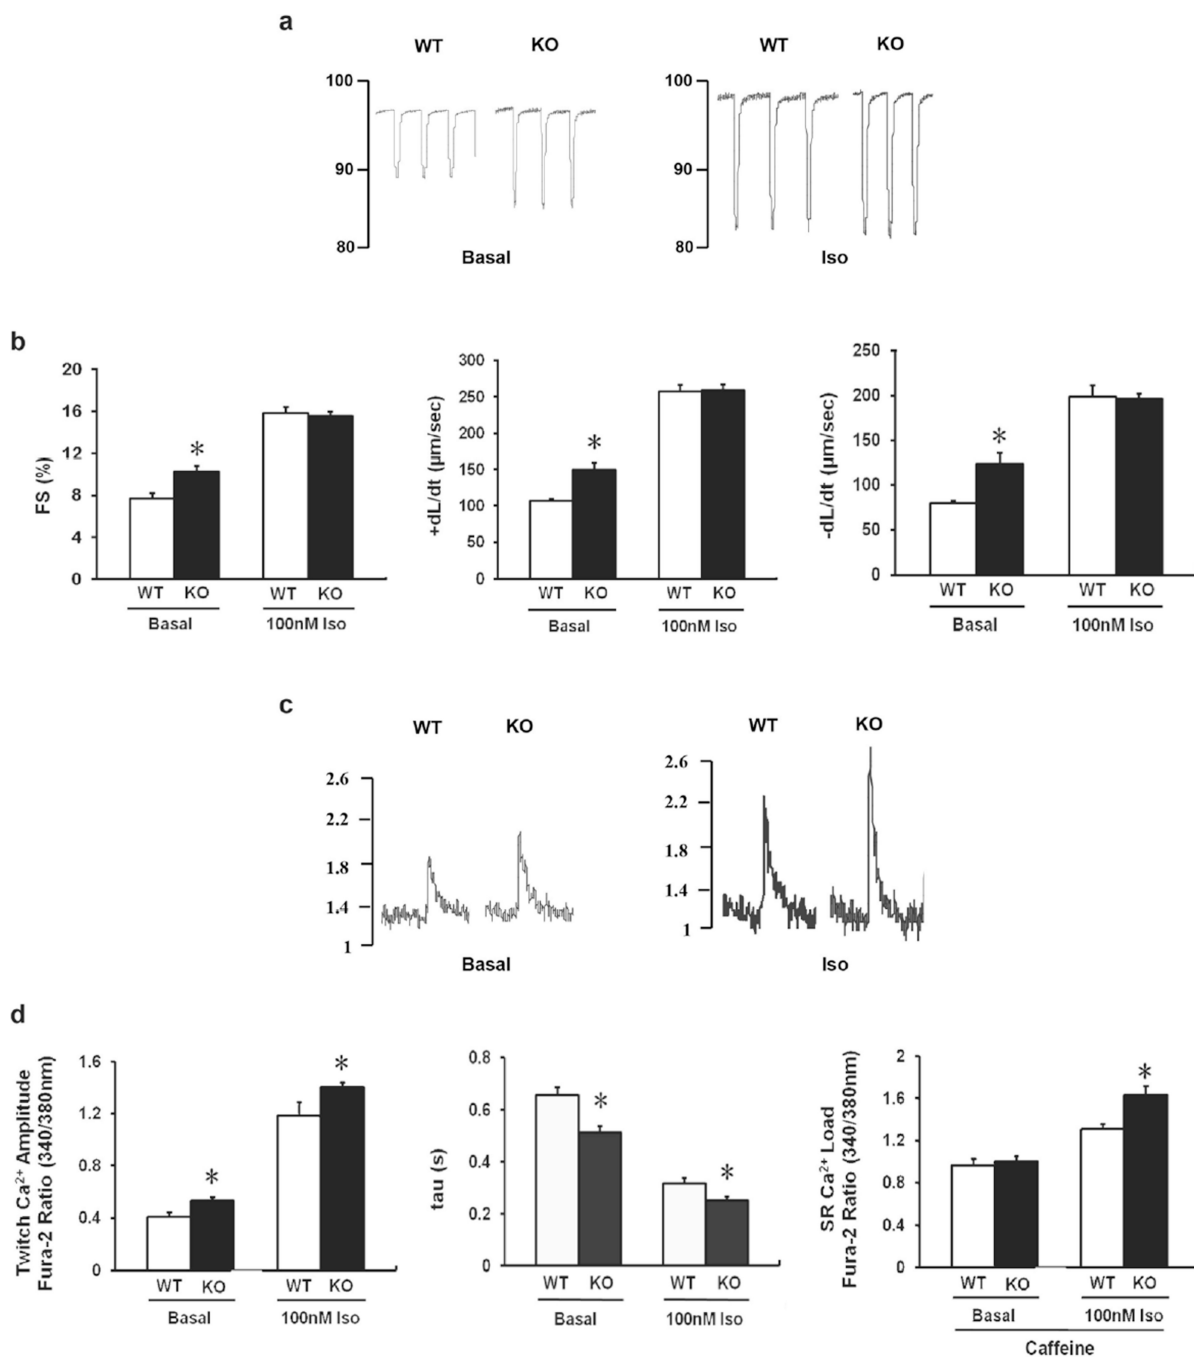 a
WT KO WT KO
100 100
90 90
80 80
Basal Iso
b
FS (%)
20
16
12
8
4
0
*
WT KO WT KO
Basal 100nM Iso
+dL/dt (µm/sec)
300
250
200
150
100
50
0
*
WT KO WT KO
Basal 100nM Iso
-dL/dt (µm/sec)
250
200
150
100
50
0
*
WT KO WT KO
Basal 100nM Iso
c
WT KO WT KO
2.6
2.2
1.8
1.4
1
Basal
2.6
2.2
1.8
1.4
1
Iso
d
Twitch Ca²⁺ Amplitude
Fura-2 Ratio (340/380nm)
1.6
1.2
0.8
0.4
0
* *
WT KO WT KO
Basal 100nM Iso
tau (s)
0.8
0.6
0.4
0.2
0
* *
WT KO WT KO
Basal 100nM Iso
SR Ca²⁺ Load
Fura-2 Ratio (340/380nm)
2
1.6
1.2
0.8
0.4
0
*
WT KO WT KO
Basal 100nM Iso
Caffeine